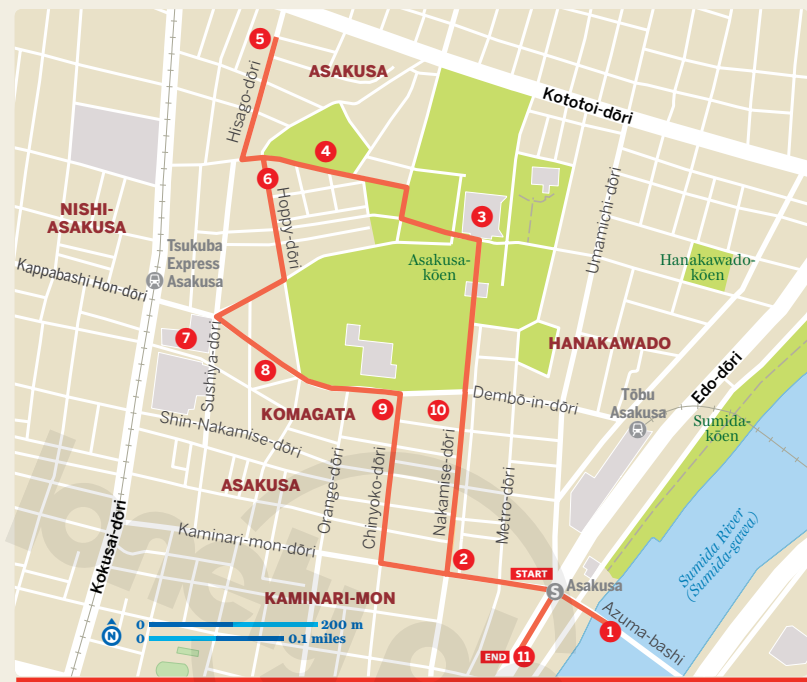 5
ASAKUSA
Hisago-dōri
Kototoi-dōri
4
6
Hoppy-dōri
3
NISHI-
ASAKUSA
Umamichi-dōri
Tsukuba
Express
Asakusa
Asakusa-
kōen
Hanakawado-
kōen
Kappabashi Hon-dōri
7
Sushiya-dōri
HANAKAWADO
8
Edo-dōri
KOMAGATA
9
10
Dembō-in-dōri
Tōbu
Asakusa
Sumida-
kōen
Shin-Nakamise-dōri
ASAKUSA
Orange-dōri
Chinyoko-dōri
Nakamise-dōri
Metro-dōri
Kokusai-dōri
Kaminari-mon-dōri
Sumida River
(Sumida-gawa)
2
START
S
Asakusa
KAMINARI-MON
Azuma-bashi
1
N
0 200 m
0 0.1 miles
END
11
lonely